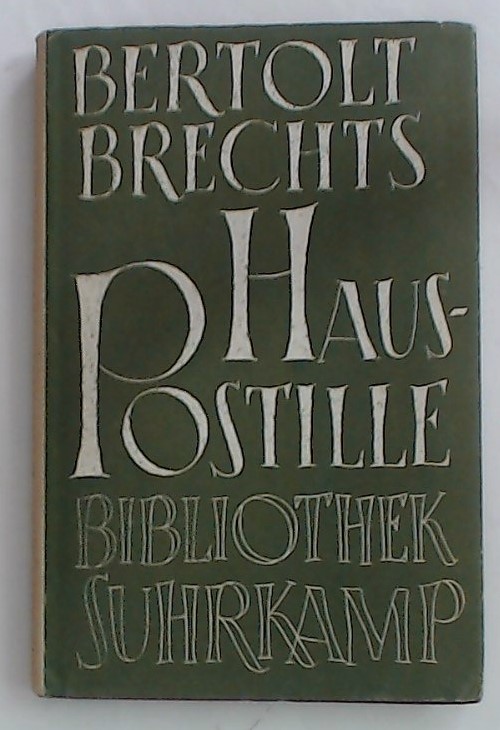 BERTOLT
BRECHTS
HAUS-
POSTILLE
BIBLIOTHEK
SUHRKAMP